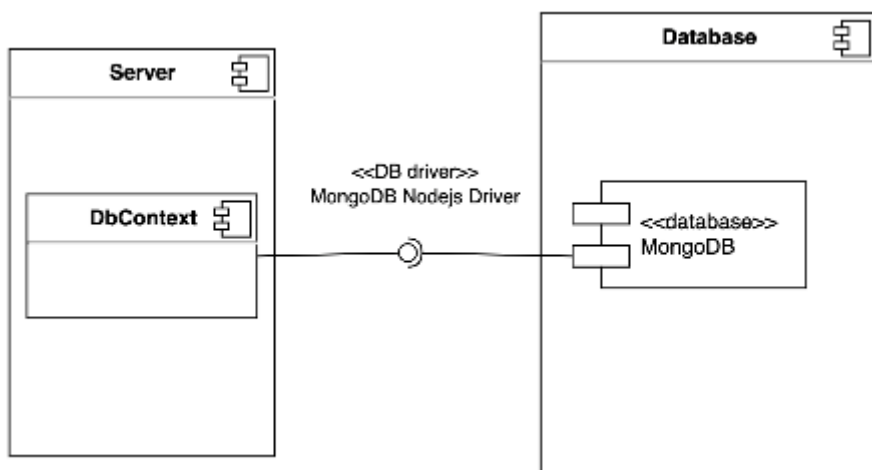 Server
Database
DbContext
<<DB driver>>
MongoDB Nodejs Driver
<<database>>
MongoDB